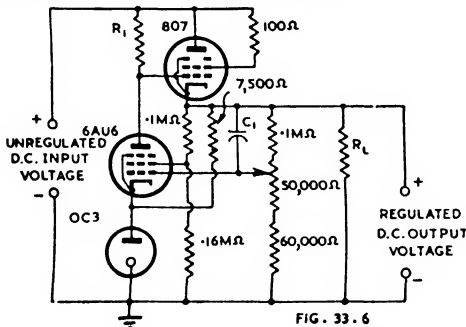 R₁
807
100Ω
7,500Ω
+
UNREGULATED
D.C. INPUT
VOLTAGE
-
6AU6
·1MΩ
C₁
·1MΩ
R_L
50,000Ω
+
REGULATED
D.C. OUTPUT
VOLTAGE
-
OC3
·16MΩ
60,000Ω
FIG. 33.6